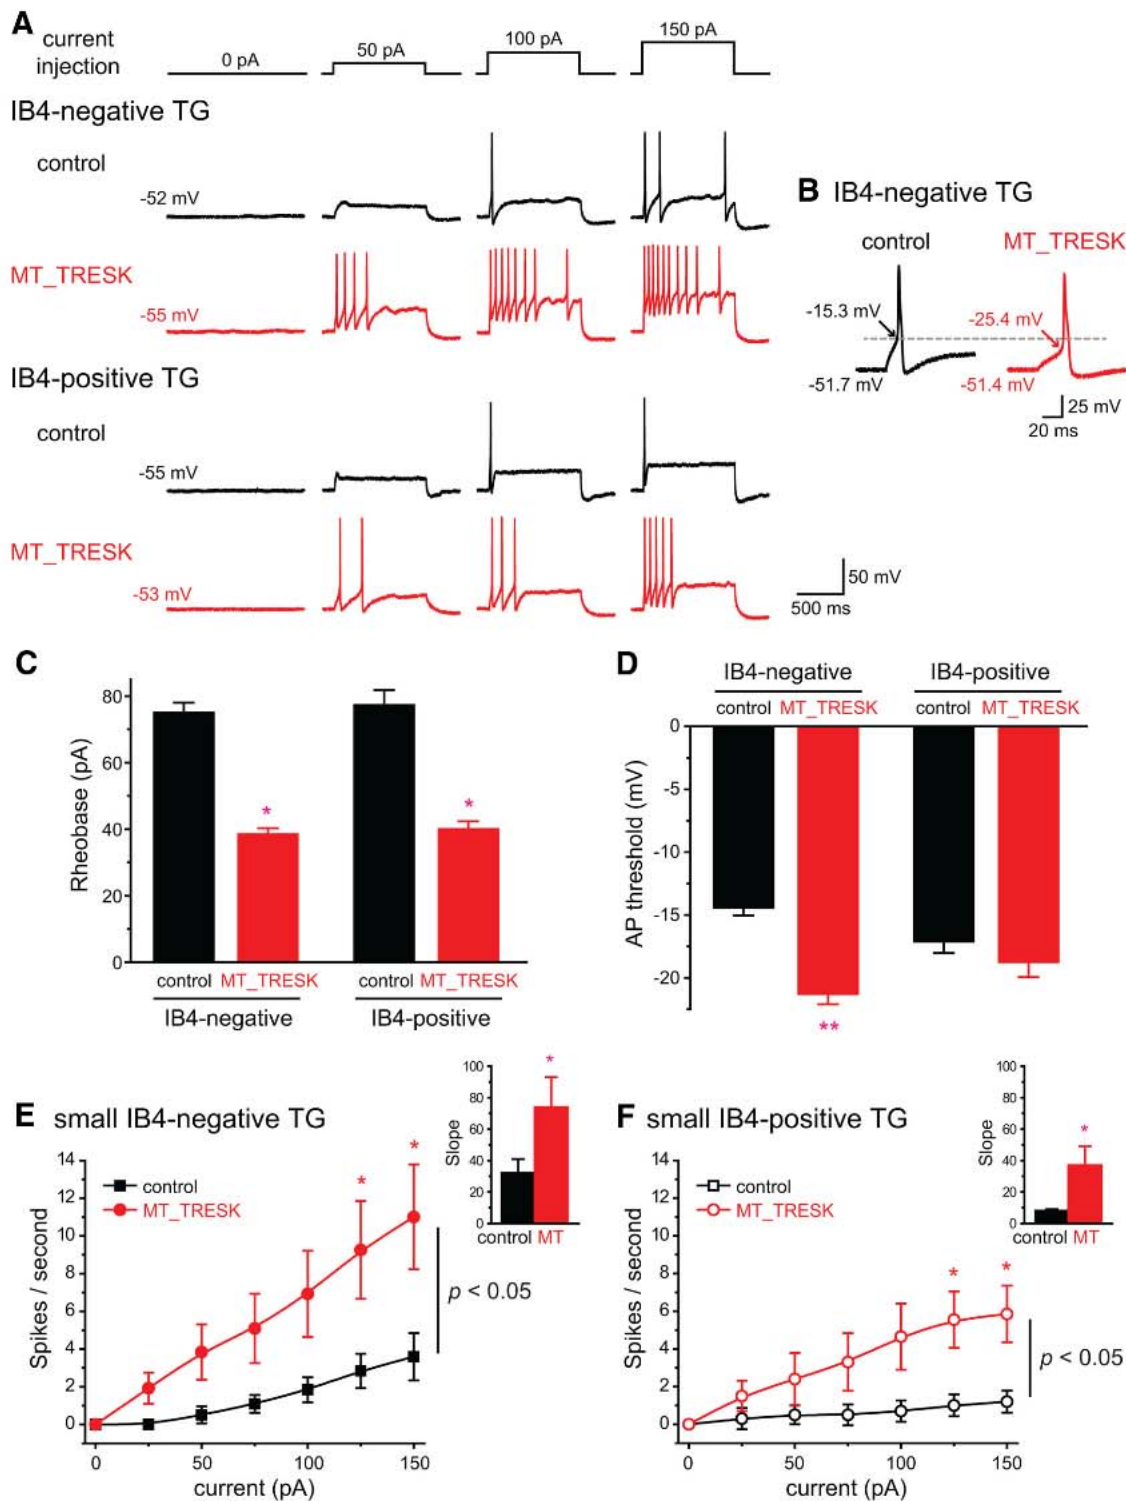 A
current
injection
0 pA
50 pA
100 pA
150 pA
IB4-negative TG
control
-52 mV
MT_TRESK
-55 mV
IB4-positive TG
control
-55 mV
MT_TRESK
-53 mV
50 mV
500 ms
B IB4-negative TG
control MT_TRESK
-15.3 mV
-25.4 mV
-51.7 mV
-51.4 mV
25 mV
20 ms
C
Rheobase (pA)
80
60
40
20
0
*
*
control MT_TRESK control MT_TRESK
IB4-negative IB4-positive
D
IB4-negative IB4-positive
control MT_TRESK control MT_TRESK
AP threshold (mV)
0
-5
-10
-15
-20
**
E small IB4-negative TG
Spikes / second
14
12
10
8
6
4
2
0
control
MT_TRESK
*
*
p < 0.05
0 50 100 150
current (pA)
Slope
100
80
60
40
20
0
*
control MT
F small IB4-positive TG
Spikes / second
14
12
10
8
6
4
2
0
control
MT_TRESK
*
*
p < 0.05
0 50 100 150
current (pA)
Slope
100
80
60
40
20
0
*
control MT